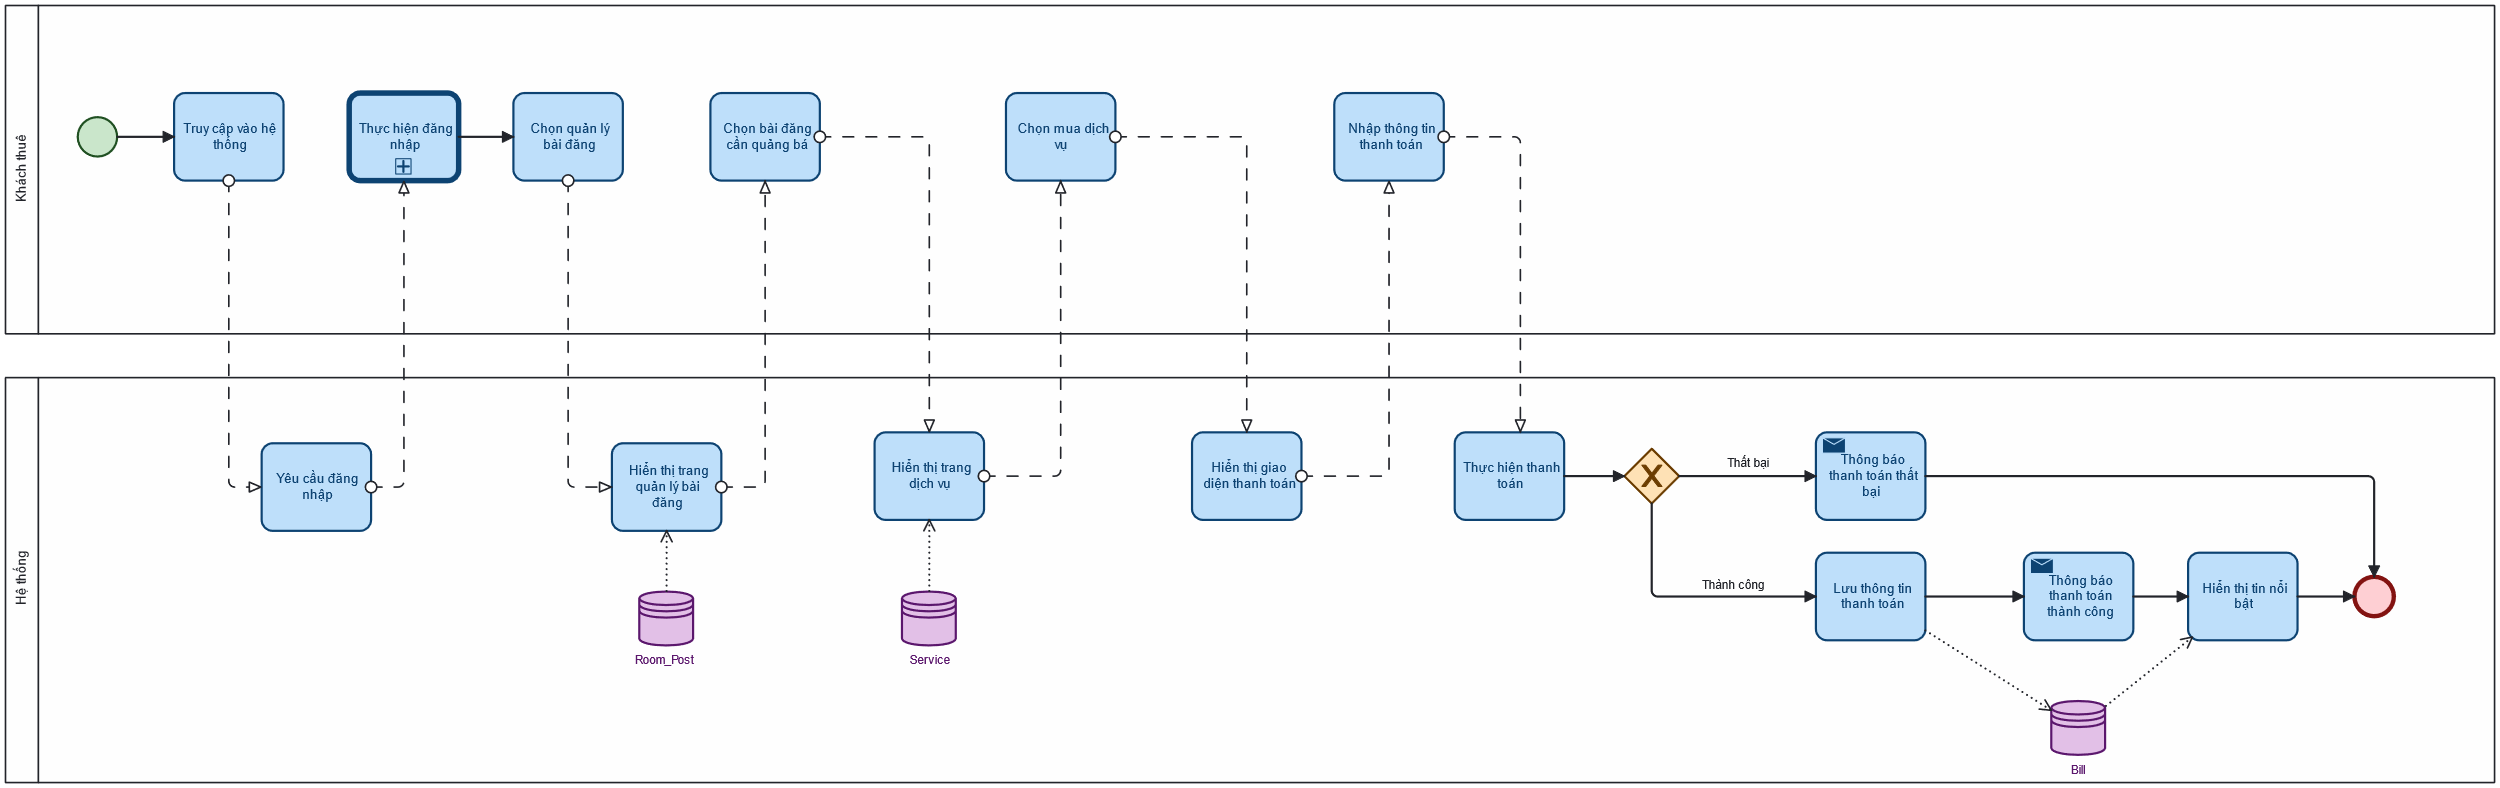 Khách thuê
Truy cập vào hệ
thống
Thực hiện đăng
nhập
Chọn quản lý
bài đăng
Chọn bài đăng
cần quảng bá
Chọn mua dịch
vụ
Nhập thông tin
thanh toán
Hệ thống
Yêu cầu đăng
nhập
Hiển thị trang
quản lý bài
đăng
Hiển thị trang
dịch vụ
Hiển thị giao
diện thanh toán
Thực hiện thanh
toán
Thất bại
Thông báo
thanh toán thất
bại
Thành công
Lưu thông tin
thanh toán
Thông báo
thanh toán
thành công
Hiển thị tin nổi
bật
Room_Post
Service
Bill